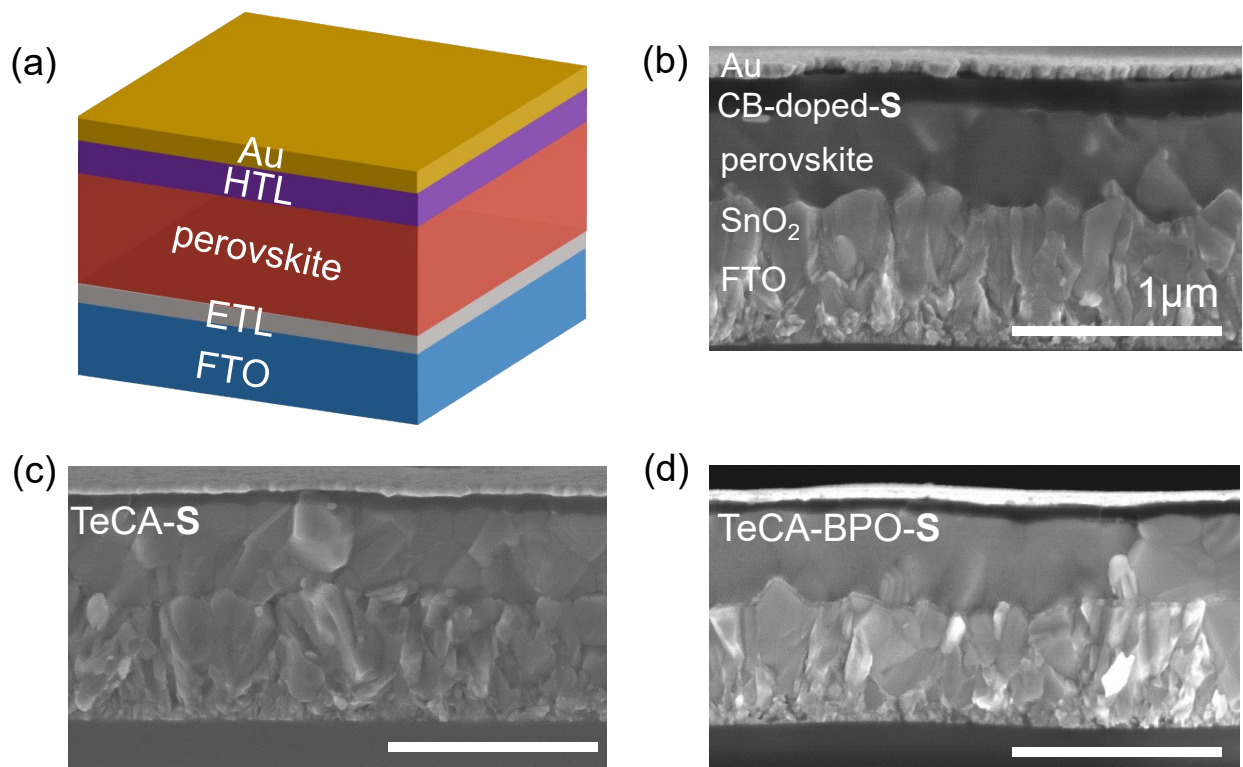 (a)
Au
HTL
perovskite
ETL
FTO
(b)
Au
CB-doped-S
perovskite
SnO₂
FTO
1μm
(c)
TeCA-S
(d)
TeCA-BPO-S